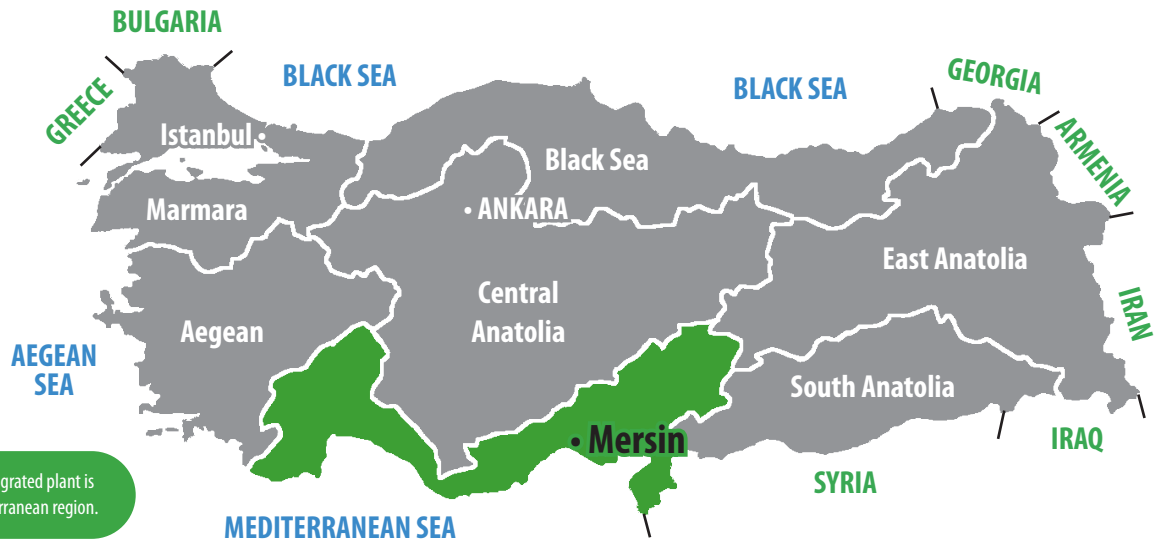 BULGARIA
BLACK SEA
BLACK SEA
GEORGIA
GREECE
ARMENIA
Istanbul
Black Sea
Marmara
ANKARA
East Anatolia
Central
Anatolia
IRAN
Aegean
AEGEAN
SEA
South Anatolia
Mersin
IRAQ
SYRIA
grated plant is
rranean region.
MEDITERRANEAN SEA